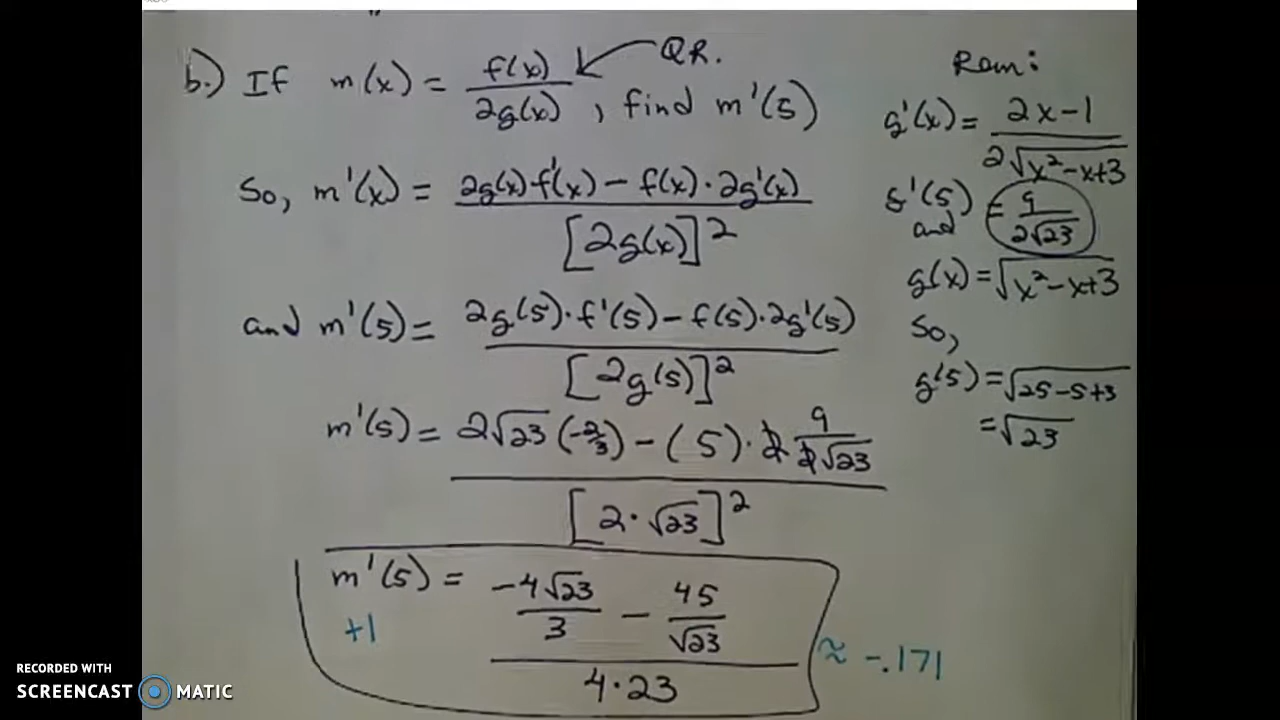 b.) If m(x) = f(x)/2g(x), find m'(5)
QR.
So, m'(x) = 2g(x)·f'(x) − f(x)·2g'(x) / [2g(x)]²
and m'(5) = 2g(5)·f'(5) − f(5)·2g'(5) / [2g(5)]²
m'(5) = 2√23 (−2/3) − (5)·2 9/2√23 / [2·√23]²
m'(5) = −4√23/3 − 45/√23 / 4·23
+1
≈ −.171
Rem:
g'(x) = 2x−1 / 2√x²−x+3
g'(5) = 9/2√23
and
g(x) = √x²−x+3
So,
g(5) = √25−5+3
= √23
RECORDED WITH
SCREENCAST MATIC